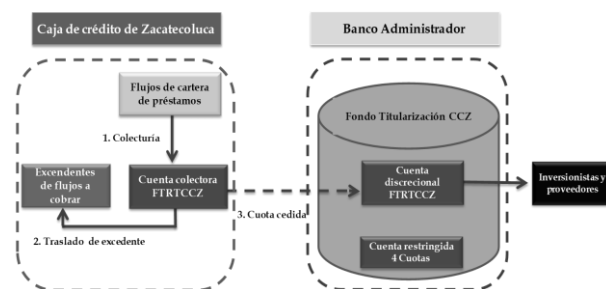 Caja de crédito de Zacatecoluca
Banco Administrador
Flujos de cartera
de préstamos
Fondo Titularización CCZ
1. Colecturía
Excendentes
de flujos a
cobrar
Cuenta colectora
FTRTCCZ
Cuenta
discrecional
FTRTCCZ
Inversionistas y
proveedores
3. Cuota cedida
2. Traslado de excedente
Cuenta restringida
4 Cuotas